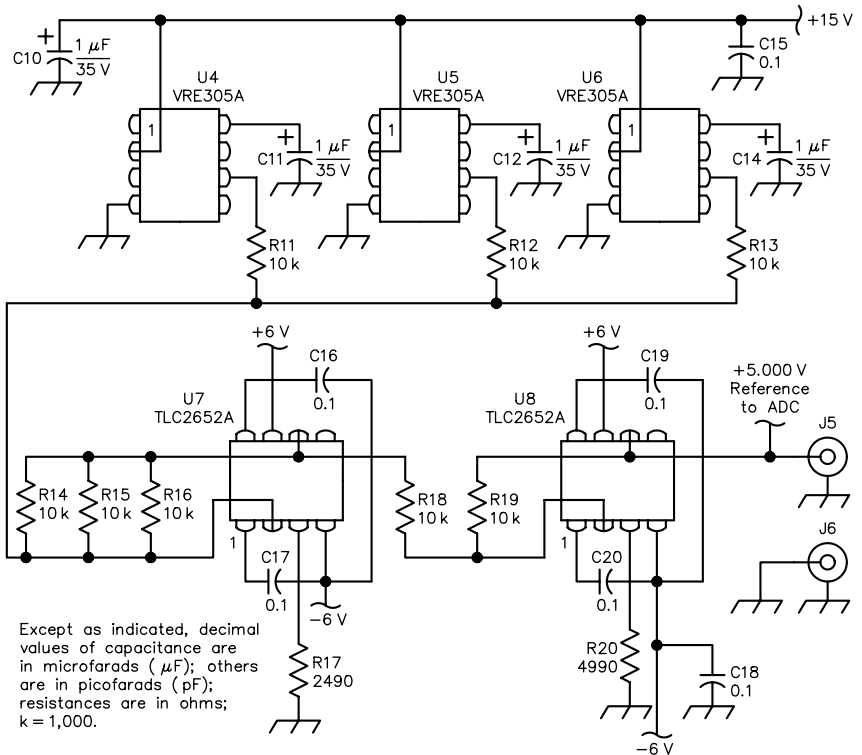 +15 V
+
C10
1 μF
35 V
C15
0.1
U4
VRE305A
U5
VRE305A
U6
VRE305A
1
1
1
+
C11
1 μF
35 V
+
C12
1 μF
35 V
+
C14
1 μF
35 V
R11
10 k
R12
10 k
R13
10 k
+6 V
C16
0.1
U7
TLC2652A
+6 V
C19
0.1
U8
TLC2652A
+5.000 V
Reference
to ADC
J5
R14
10 k
R15
10 k
R16
10 k
R18
10 k
R19
10 k
1
C17
0.1
−6 V
1
C20
0.1
J6
R17
2490
R20
4990
C18
0.1
−6 V
Except as indicated, decimal
values of capacitance are
in microfarads ( μF); others
are in picofarads ( pF);
resistances are in ohms;
k = 1,000.